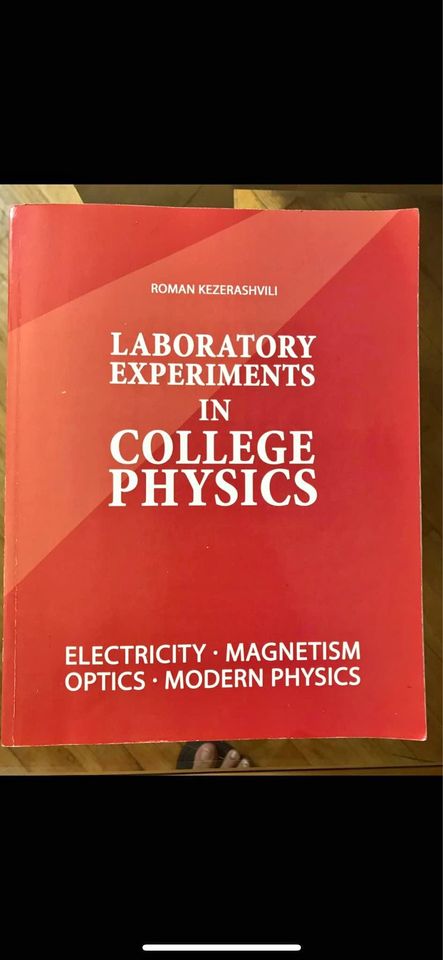 ROMAN KEZERASHVILI
LABORATORY
EXPERIMENTS
IN
COLLEGE
PHYSICS
ELECTRICITY · MAGNETISM
OPTICS · MODERN PHYSICS